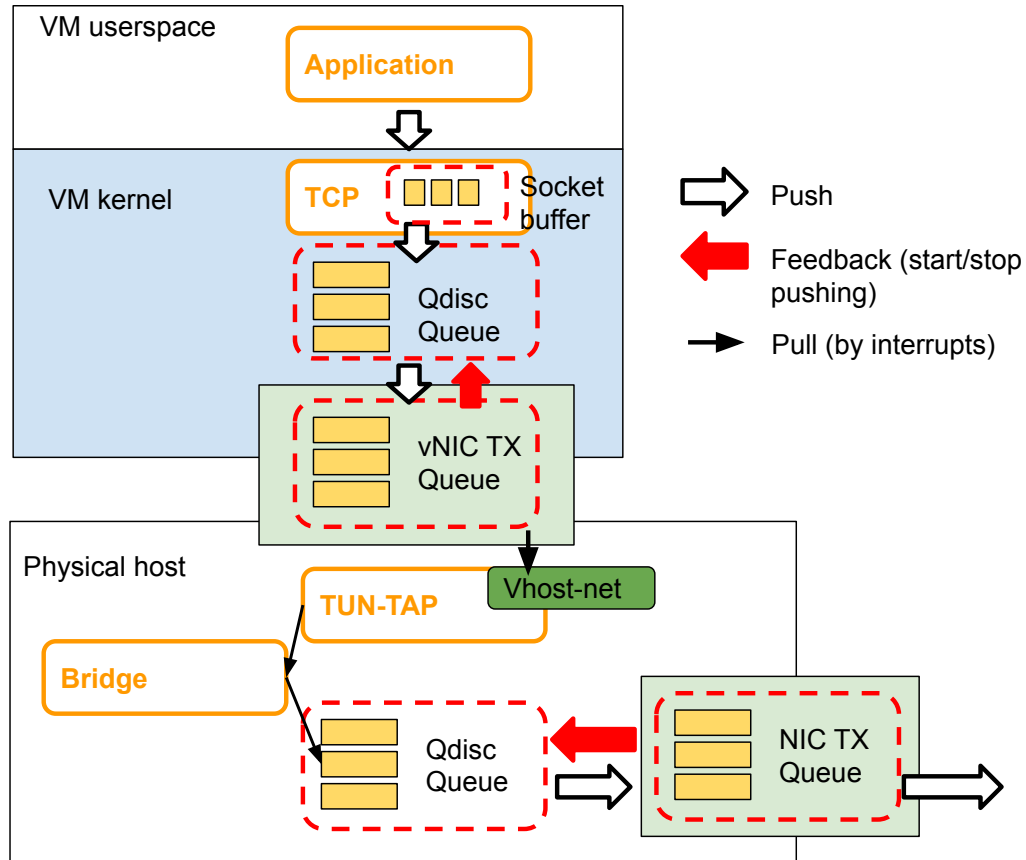 VM userspace
Application
VM kernel
TCP
Socket
buffer
Push
Qdisc
Queue
Feedback (start/stop
pushing)
Pull (by interrupts)
vNIC TX
Queue
Physical host
Vhost-net
TUN-TAP
Bridge
Qdisc
Queue
NIC TX
Queue